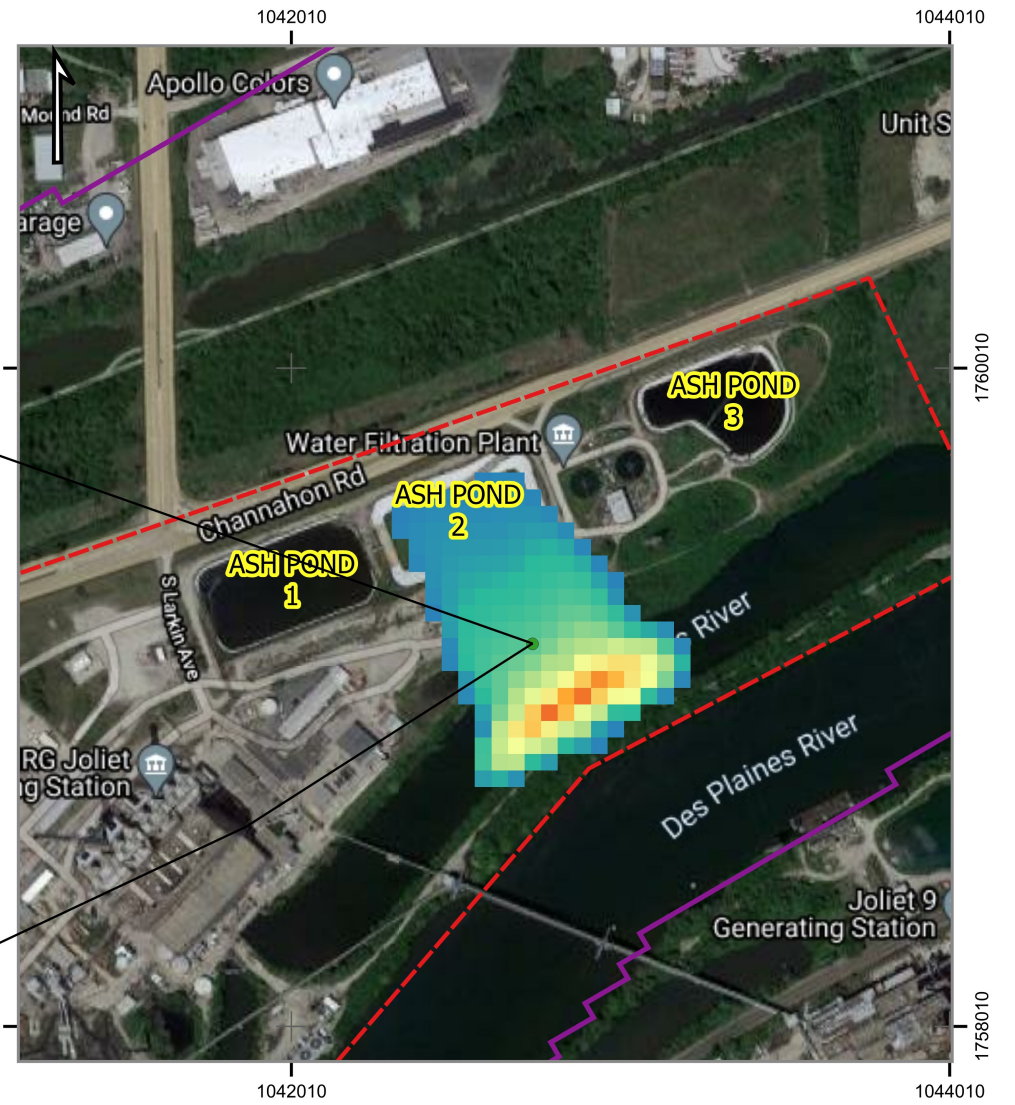 1042010
1044010
Apollo Colors
Mound Rd
Unit S
arage
1760010
ASH POND
3
Water Filtration Plant
ASH POND
2
Channahon Rd
ASH POND
1
S Larkin Ave
s River
RG Joliet
ng Station
Des Plaines River
Joliet 9
Generating Station
1758010
1042010
1044010